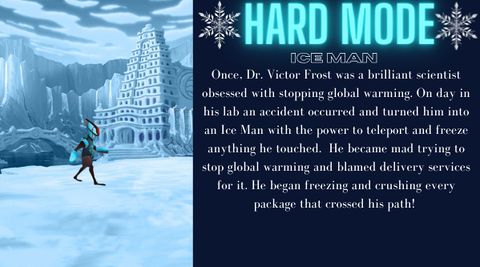 HARD MODE
ICE MAN
Once, Dr. Victor Frost was a brilliant scientist
obsessed with stopping global warming. On day in
his lab an accident occurred and turned him into
an Ice Man with the power to teleport and freeze
anything he touched. He became mad trying to
stop global warming and blamed delivery services
for it. He began freezing and crushing every
package that crossed his path!